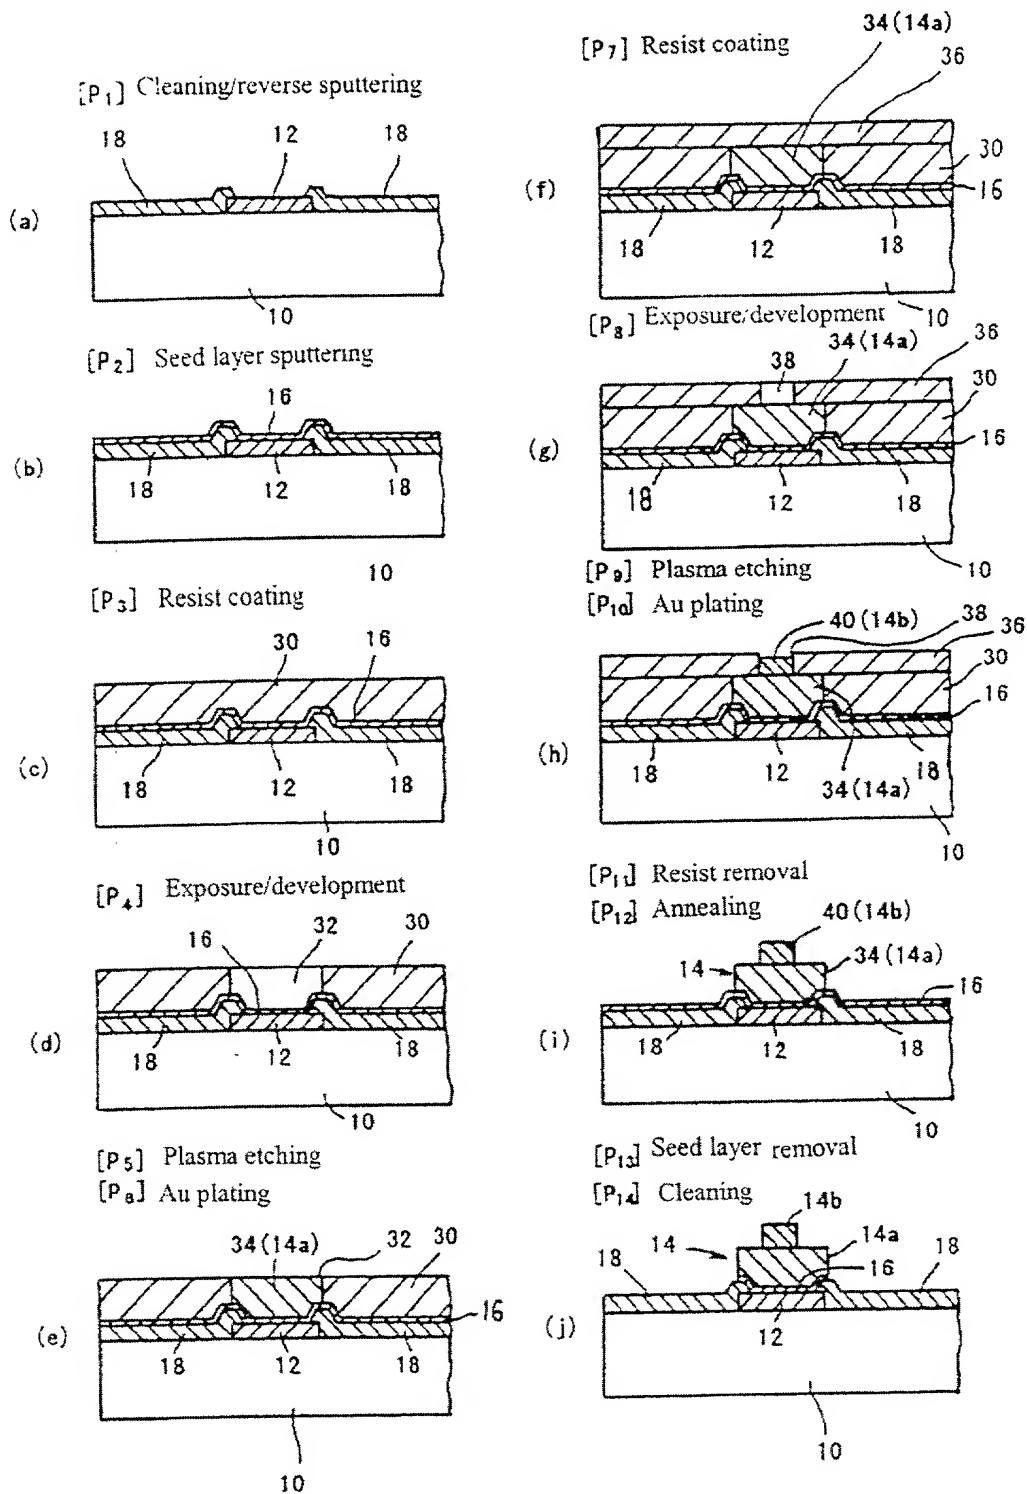 [P1] Cleaning/reverse sputtering
18 12 18
(a)
10
[P2] Seed layer sputtering
16
(b)
18 12 18
10
[P3] Resist coating
30 16
(c)
18 12 18
10
[P4] Exposure/development
16 32 30
(d)
18 12 18
10
[P5] Plasma etching
[P6] Au plating
34(14a) 32 30
16
(e)
18 12 18
10
[P7] Resist coating
34(14a)
36
30
(f)
16
18 12 18
10
[P8] Exposure/development
38 34(14a) 36
30
16
(g)
18 12 18
10
[P9] Plasma etching
[P10] Au plating
40(14b) 38 36
30
16
(h)
18 12 18
34(14a)
10
[P11] Resist removal
[P12] Annealing
40(14b)
14 34(14a)
16
(i)
18 12 18
10
[P13] Seed layer removal
[P14] Cleaning
14b
14 14a
18 16 18
(j)
12
10